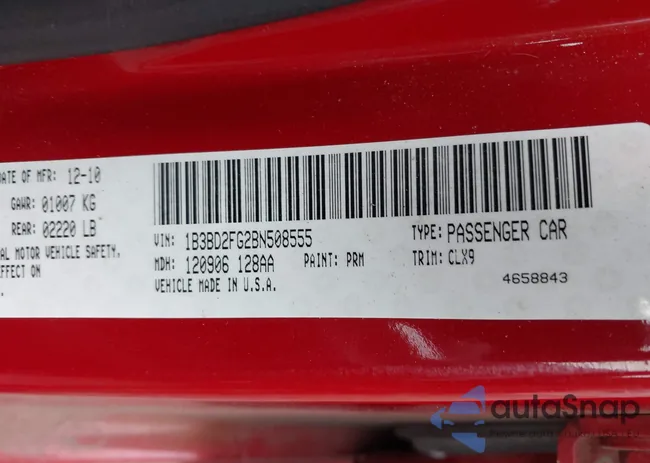 DATE OF MFR: 12-10
GAWR: 01007 KG
REAR: 02220 LB
AL MOTOR VEHICLE SAFETY.
EFFECT ON
VIN: 1B3BD2FG2BN508555
TYPE: PASSENGER CAR
MDH: 120906 128AA
PAINT: PRM
TRIM: CLX9
VEHICLE MADE IN U.S.A.
4658843
autoSnap